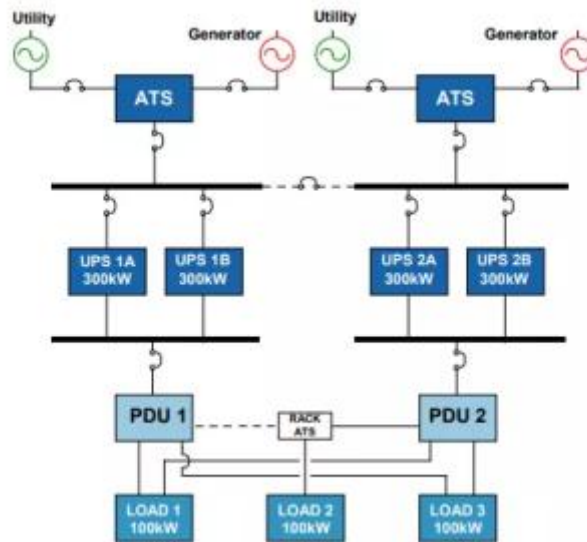 Utility
Generator
ATS
Utility
Generator
ATS
UPS 1A
300kW
UPS 1B
300kW
UPS 2A
300kW
UPS 2B
300kW
PDU 1
RACK
ATS
PDU 2
LOAD 1
100kW
LOAD 2
100kW
LOAD 3
100kW